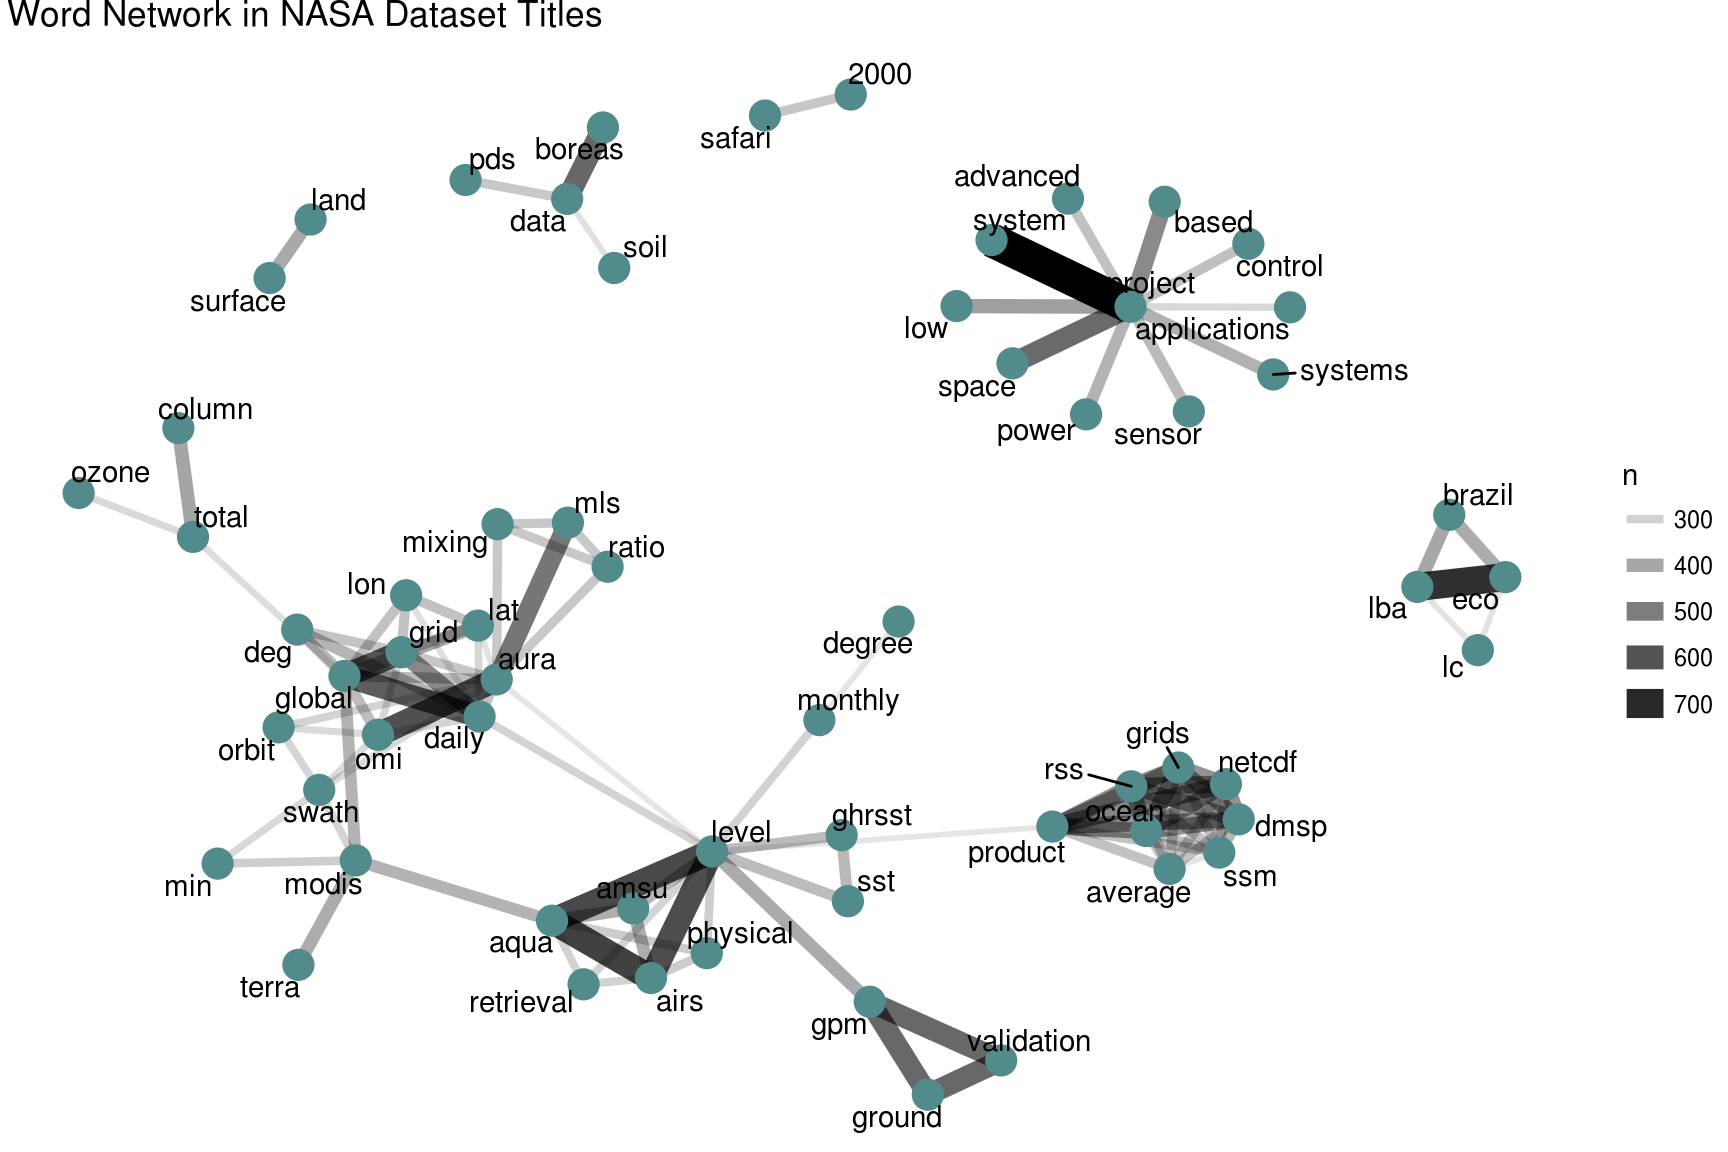 Word Network in NASA Dataset Titles
2000
safari
boreas
pds
data
soil
land
surface
advanced
system
based
control
project
low
applications
systems
space
power
sensor
column
ozone
total
n
300
400
500
600
700
brazil
lba
eco
lc
mls
mixing
ratio
lon
lat
grid
deg
aura
global
orbit
omi
daily
swath
min
modis
terra
degree
monthly
level
ghrsst
sst
product
grids
rss
netcdf
ocean
dmsp
ssm
average
amsu
aqua
physical
retrieval
airs
gpm
validation
ground